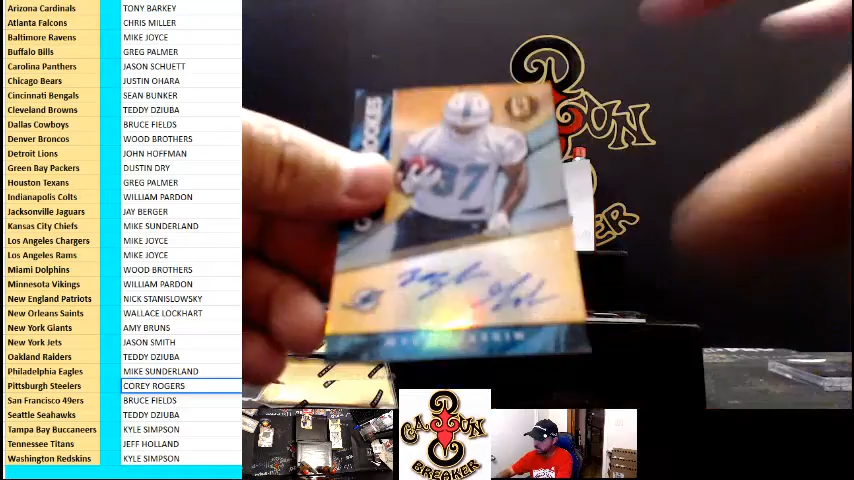 Arizona Cardinals TONY BARKEY
Atlanta Falcons CHRIS MILLER
Baltimore Ravens MIKE JOYCE
Buffalo Bills GREG PALMER
Carolina Panthers JASON SCHUETT
Chicago Bears JUSTIN OHARA
Cincinnati Bengals SEAN BUNKER
Cleveland Browns TEDDY DZIUBA
Dallas Cowboys BRUCE FIELDS
Denver Broncos WOOD BROTHERS
Detroit Lions JOHN HOFFMAN
Green Bay Packers DUSTIN DRY
Houston Texans GREG PALMER
Indianapolis Colts WILLIAM PARDON
Jacksonville Jaguars JAY BERGER
Kansas City Chiefs MIKE SUNDERLAND
Los Angeles Chargers MIKE JOYCE
Los Angeles Rams MIKE JOYCE
Miami Dolphins WOOD BROTHERS
Minnesota Vikings WILLIAM PARDON
New England Patriots NICK STANISLOWSKY
New Orleans Saints WALLACE LOCKHART
New York Giants AMY BRUNS
New York Jets JASON SMITH
Oakland Raiders TEDDY DZIUBA
Philadelphia Eagles MIKE SUNDERLAND
Pittsburgh Steelers COREY ROGERS
San Francisco 49ers BRUCE FIELDS
Seattle Seahawks TEDDY DZIUBA
Tampa Bay Buccaneers KYLE SIMPSON
Tennessee Titans JEFF HOLLAND
Washington Redskins KYLE SIMPSON
37
CAJUN
BREAKER